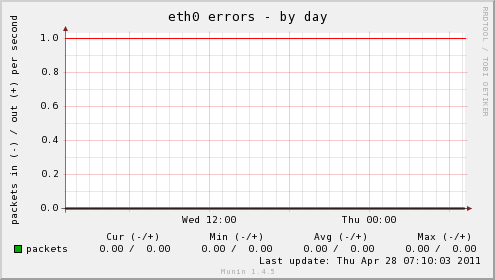 eth0 errors - by day
RRDTOOL / TOBI OETIKER
packets in (-) / out (+) per second
1.0
0.8
0.6
0.4
0.2
0.0
Wed 12:00 Thu 00:00
Cur (-/+) Min (-/+) Avg (-/+) Max (-/+)
packets 0.00 / 0.00 0.00 / 0.00 0.00 / 0.00 0.00 / 0.00
Last update: Thu Apr 28 07:10:03 2011
Munin 1.4.5